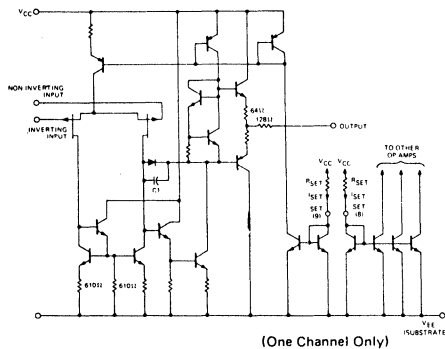 VCC
NON INVERTING
INPUT
INVERTING
INPUT
64Ω
128Ω
OUTPUT
C1
VCC VCC
TO OTHER
OP AMPS
RSET RSET
ISET ISET
SET SET
(9) (8)
610Ω 610Ω
VEE
(SUBSTRATE)
(One Channel Only)